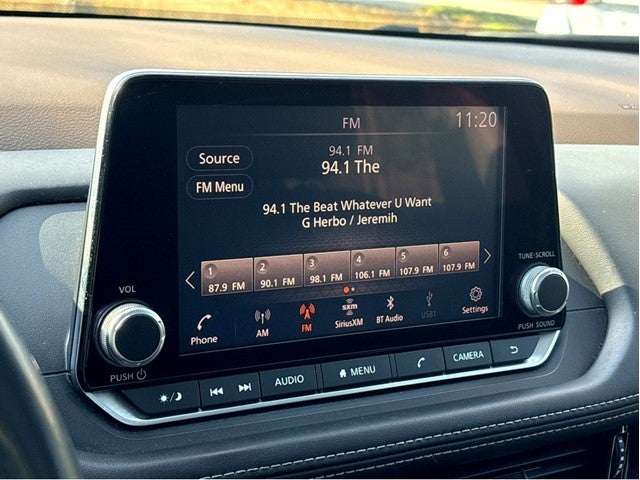 FM
11:20
Source
94.1 FM
94.1 The
FM Menu
94.1 The Beat Whatever U Want
G Herbo / Jeremih
1
87.9 FM
2
90.1 FM
3
98.1 FM
4
106.1 FM
5
107.9 FM
6
107.9 FM
Phone
AM
FM
sxm
SiriusXM
BT Audio
USB1
Settings
VOL
PUSH
TUNE·SCROLL
PUSH SOUND
AUDIO
MENU
CAMERA